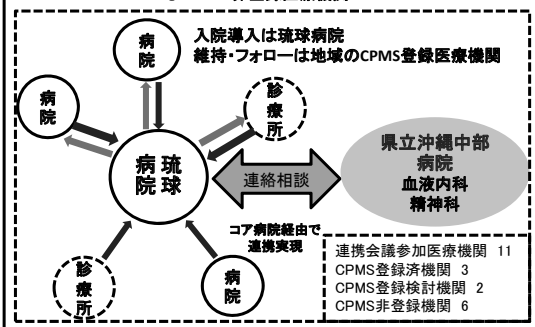 入院導入は琉球病院
維持・フォローは地域のCPMS登録医療機関
病院
病院
診療所
琉球病院
連絡相談
県立沖縄中部
病院
血液内科
精神科
コア病院経由で
連携実現
診療所
病院
連携会議参加医療機関 11
CPMS登録済機関 3
CPMS登録検討機関 2
CPMS非登録機関 6